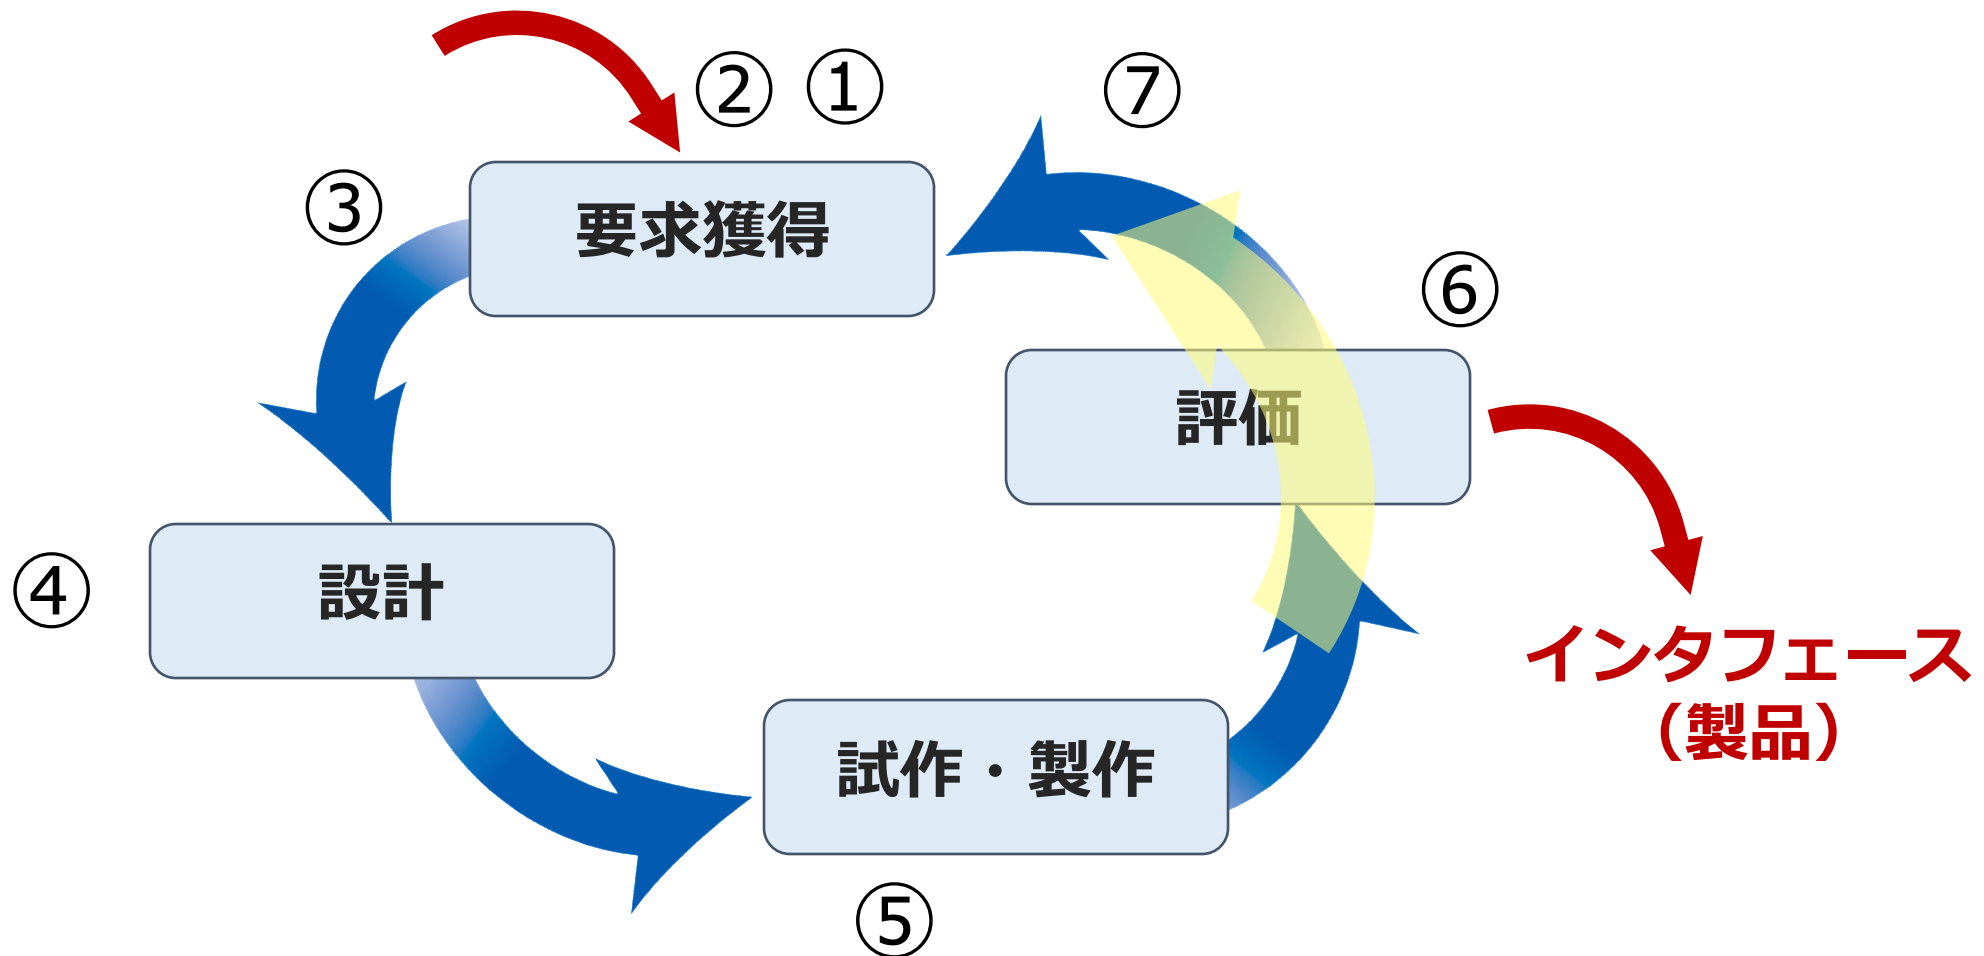 ② ①
⑦
③
要求獲得
⑥
評価
④
設計
インタフェース
（製品）
試作・製作
⑤